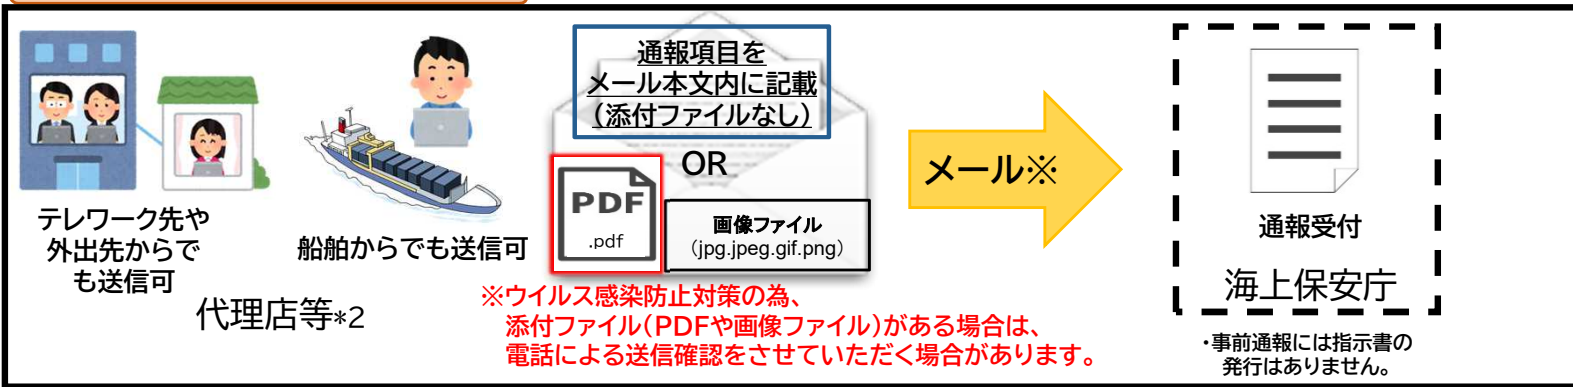 テレワーク先や
外出先からで
も送信可
船舶からでも送信可
代理店等*2
通報項目を
メール本文内に記載
(添付ファイルなし)
OR
PDF
.pdf
画像ファイル
(jpg.jpeg.gif.png)
※ウイルス感染防止対策の為、
添付ファイル(PDFや画像ファイル)がある場合は、
電話による送信確認をさせていただく場合があります。
メール※
通報受付
海上保安庁
・事前通報には指示書の
発行はありません。